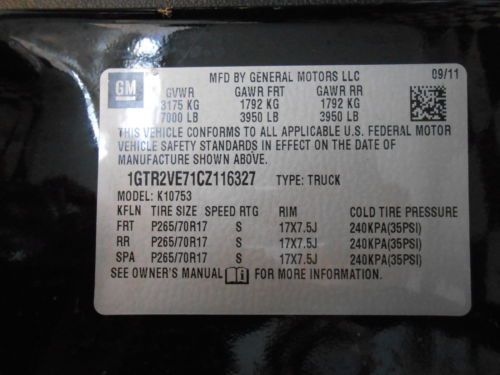 MFD BY GENERAL MOTORS LLC 09/11
GM GVWR GAWR FRT GAWR RR
3175 KG 1792 KG 1792 KG
7000 LB 3950 LB 3950 LB
THIS VEHICLE CONFORMS TO ALL APPLICABLE U.S. FEDERAL MOTOR
VEHICLE SAFETY STANDARDS IN EFFECT ON THE DATE OF
MANUFACTURE SHOWN ABOVE.
1GTR2VE71CZ116327 TYPE: TRUCK
MODEL: K10753
KFLN TIRE SIZE SPEED RTG RIM COLD TIRE PRESSURE
FRT P265/70R17 S 17X7.5J 240KPA(35PSI)
RR P265/70R17 S 17X7.5J 240KPA(35PSI)
SPA P265/70R17 S 17X7.5J 240KPA(35PSI)
SEE OWNER'S MANUAL FOR MORE INFORMATION.